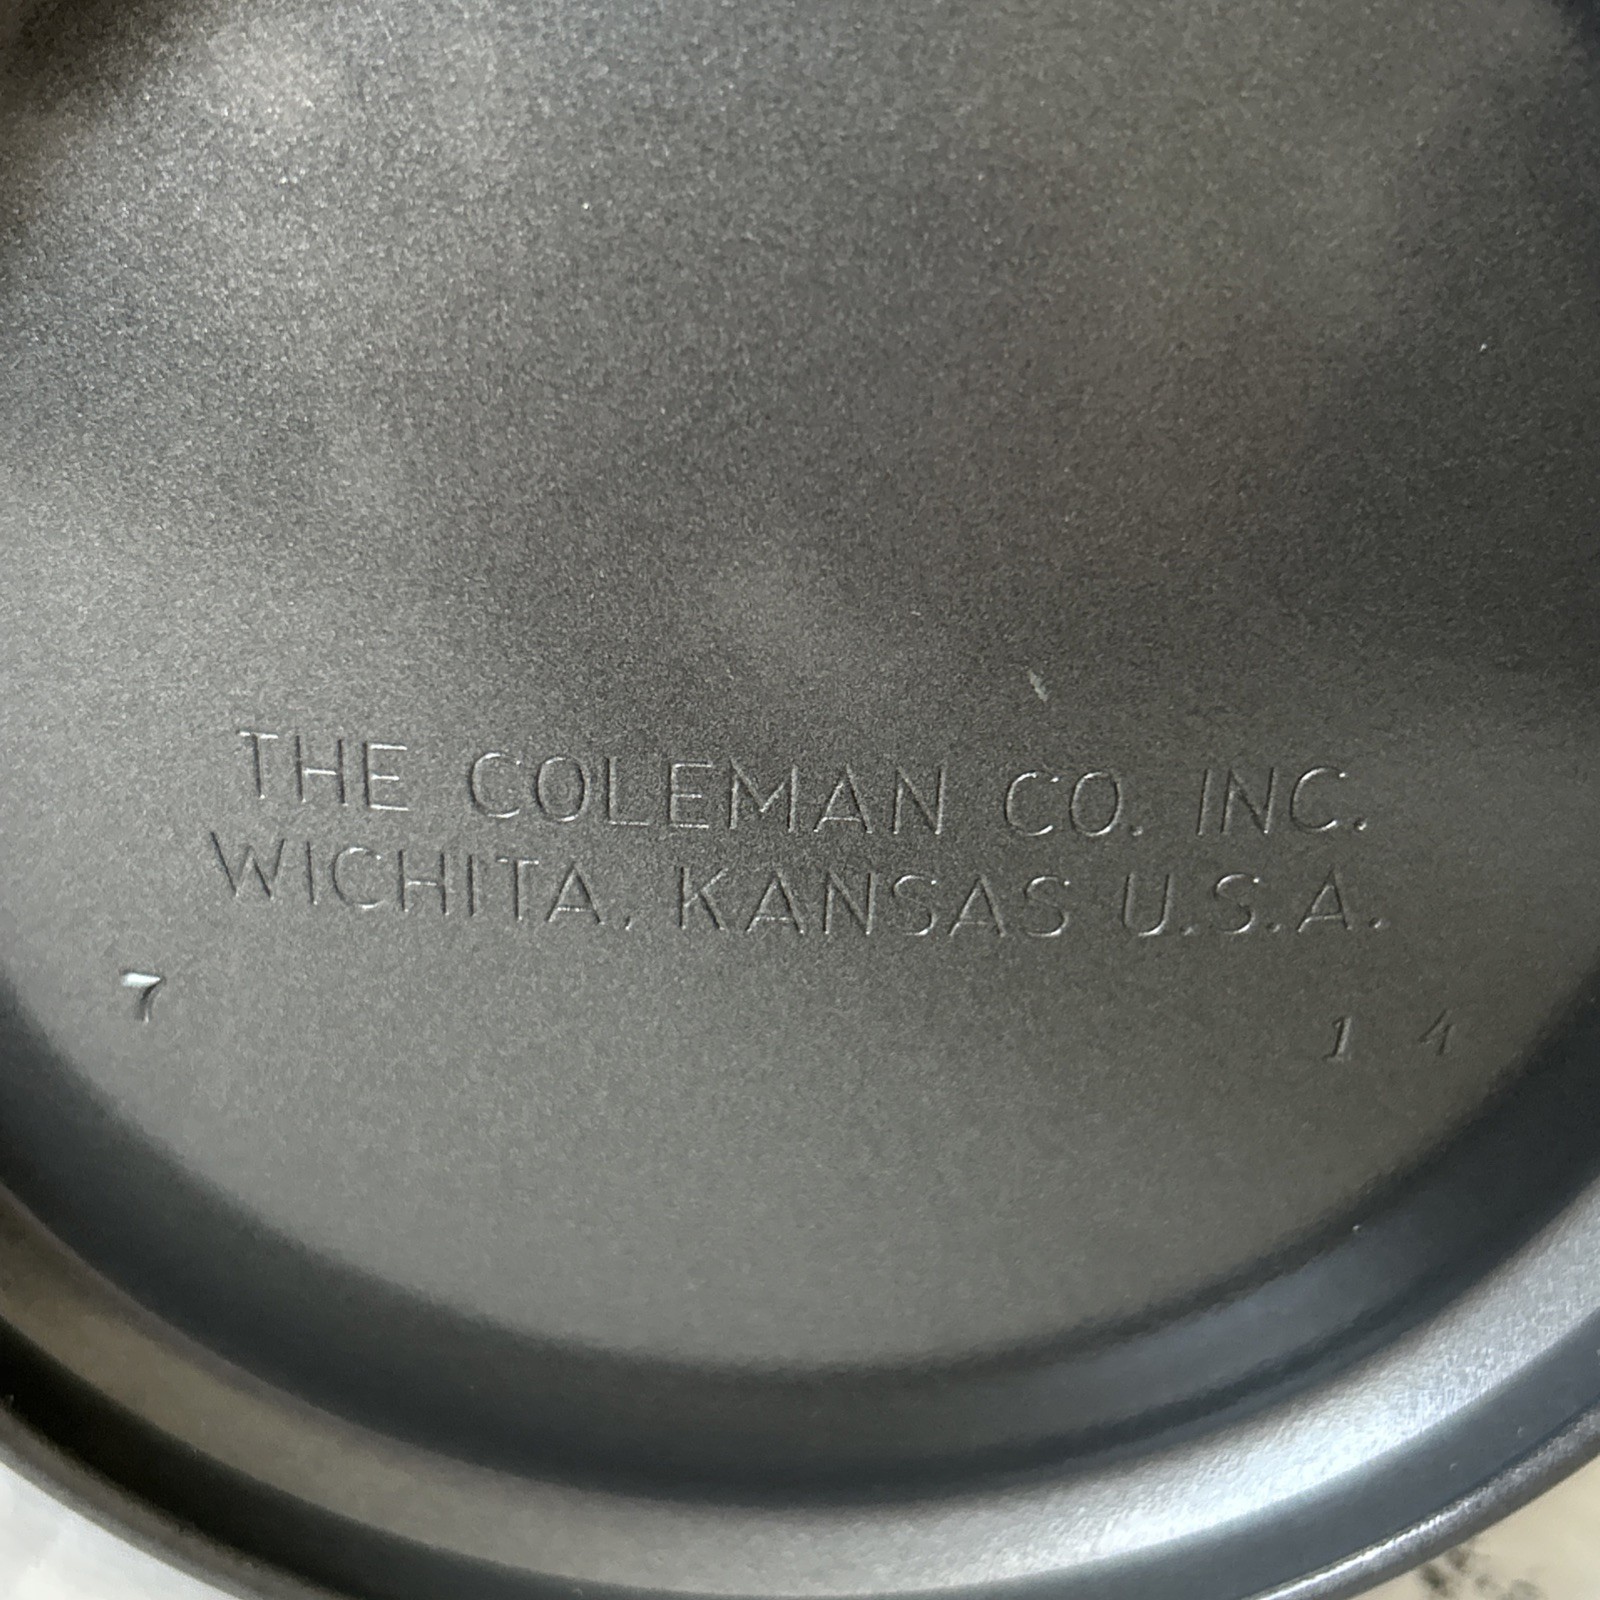 THE COLEMAN CO. INC.
WICHITA, KANSAS U.S.A.
7 1 4